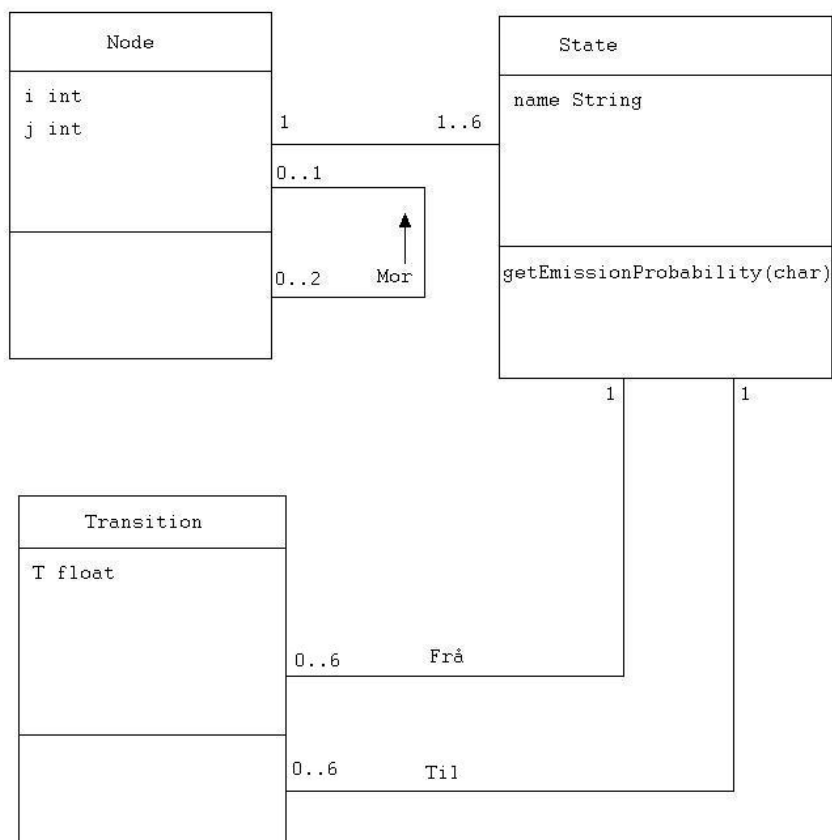 Node
i int
j int
1
1..6
0..1
0..2
Mor
State
name String
getEmissionProbability(char)
1
1
Transition
T float
0..6
Frå
0..6
Til